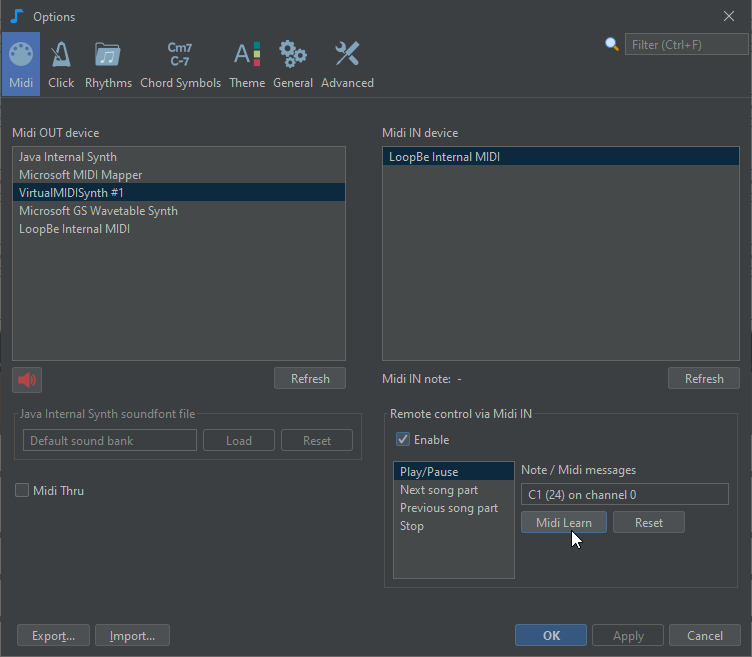 Options
Midi
Click
Rhythms
Cm7
C-7
Chord Symbols
A
Theme
General
Advanced
Filter (Ctrl+F)
Midi OUT device
Java Internal Synth
Microsoft MIDI Mapper
VirtualMIDISynth #1
Microsoft GS Wavetable Synth
LoopBe Internal MIDI
Refresh
Midi IN device
LoopBe Internal MIDI
Midi IN note: -
Refresh
Java Internal Synth soundfont file
Default sound bank
Load
Reset
Midi Thru
Remote control via Midi IN
Enable
Play/Pause
Next song part
Previous song part
Stop
Note / Midi messages
C1 (24) on channel 0
Midi Learn
Reset
Export...
Import...
OK
Apply
Cancel